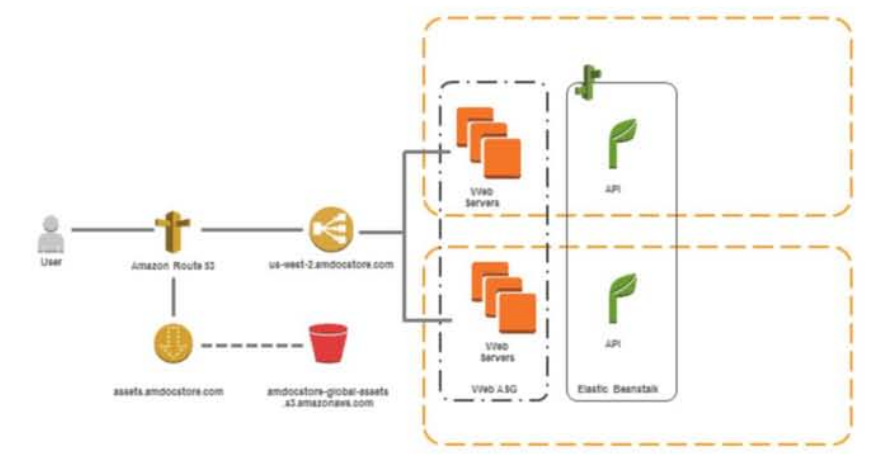 User
Amazon Route 53
us-west-2.amdocstore.com
assets.amdocstore.com
amdocstore-global-assets
.s3.amazonaws.com
Web
Servers
API
Web
Servers
API
Web ASG
Elastic Beanstalk